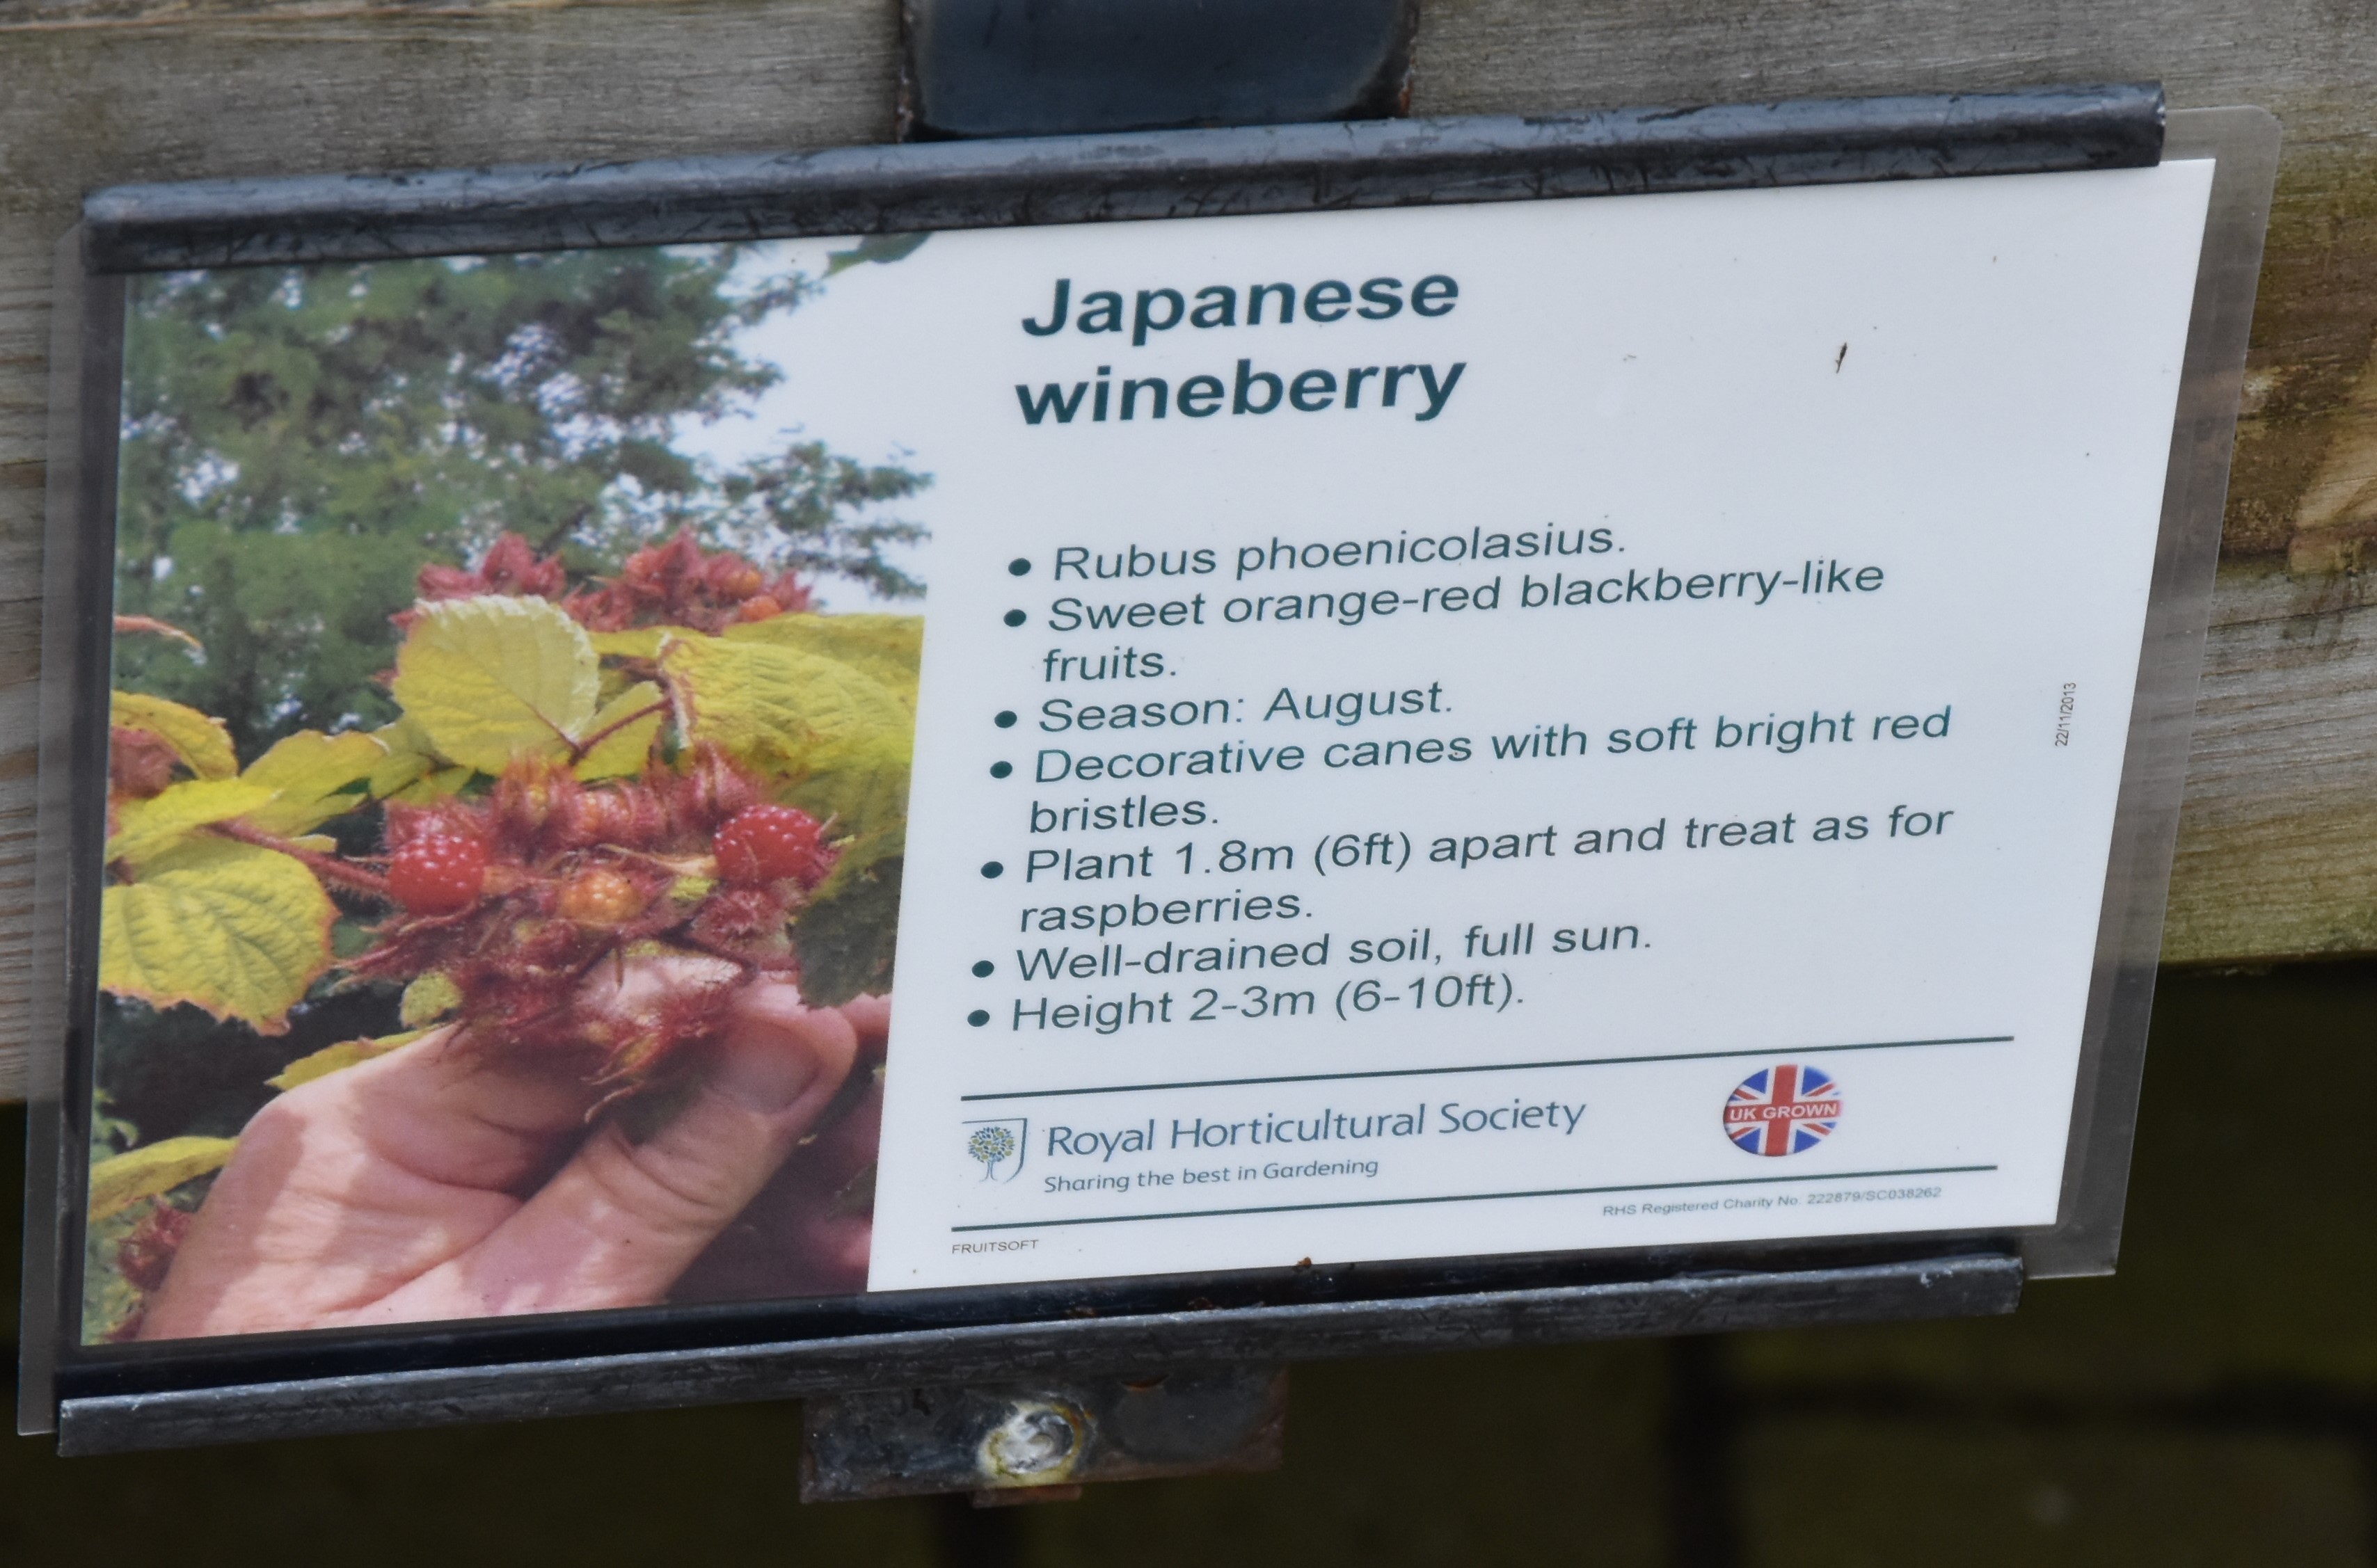 Japanese
wineberry
• Rubus phoenicolasius.
• Sweet orange-red blackberry-like
fruits.
• Season: August.
• Decorative canes with soft bright red
bristles.
• Plant 1.8m (6ft) apart and treat as for
raspberries.
• Well-drained soil, full sun.
• Height 2-3m (6-10ft).
22/11/2013
Royal Horticultural Society
Sharing the best in Gardening
UK GROWN
RHS Registered Charity No. 222879/SC038262
FRUITSOFT